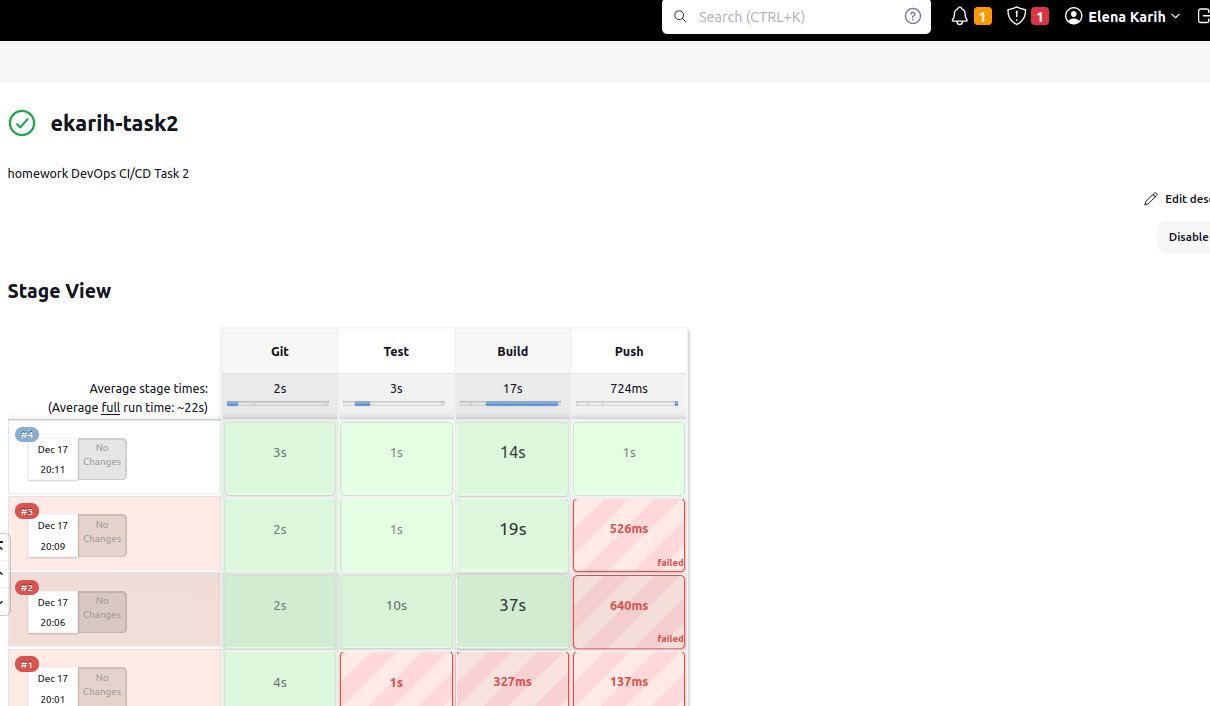 Search (CTRL+K)
?
1
1
Elena Karih
ekarih-task2
homework DevOps CI/CD Task 2
Edit desc
Disable
Stage View
Git
Test
Build
Push
Average stage times:
(Average full run time: ~22s)
2s
3s
17s
724ms
#4
Dec 17
20:11
No
Changes
3s
1s
14s
1s
#3
Dec 17
20:09
No
Changes
2s
1s
19s
526ms
failed
#2
Dec 17
20:06
No
Changes
2s
10s
37s
640ms
failed
#1
Dec 17
20:01
No
Changes
4s
1s
327ms
137ms